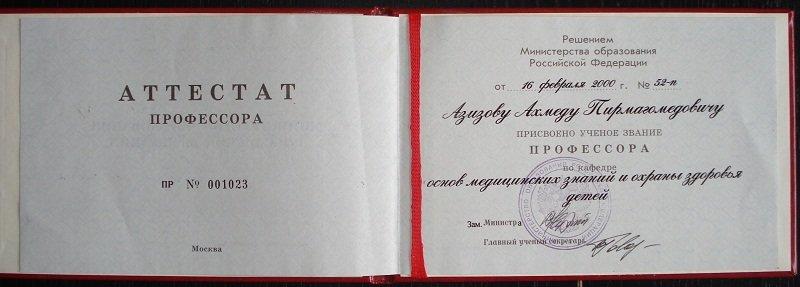 АТТЕСТАТ
ПРОФЕССОРА
ПР № 001023
Москва
Решением
Министерства образования
Российской Федерации
от 16 февраля 2000 г. № 52-п
Азизову Ахмеду Пирмагомедовичу
ПРИСВОЕНО УЧЕНОЕ ЗВАНИЕ
ПРОФЕССОРА
по кафедре
основ медицинских знаний и охраны здоровья
детей
Зам. Министра
Главный ученый секретарь